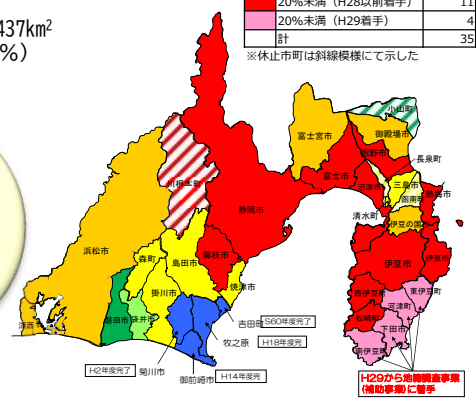 437km²
%）
20%未満（H28以前着手） 11
20%未満（H29着手） 4
計 35
※休止市町は斜線模様にて示した
小山町
富士宮市
御殿場市
裾野市
長泉町
富士市
沼津市
三島市
函南町
熱海市
川根本町
静岡市
清水町
伊豆の国
浜松市
森町
島田市
藤枝市
伊豆市
伊東市
焼津市
掛川市
西伊豆町
東伊豆町
河津町
湖西市
磐田市
袋井市
吉田町
S60年度完了
松崎町
下田市
牧之原
H18年度完
南伊豆町
H2年度完了
菊川市
御前崎市
H14年度完
H29から地籍調査事業
（補助事業）に着手